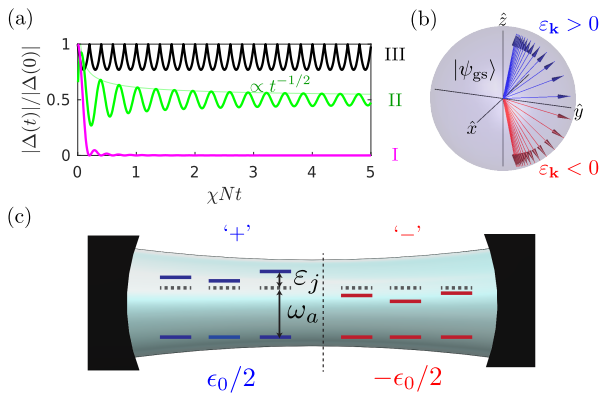 (a)
|Δ(t)|/|Δ(0)|
1
0.5
0
0 1 2 3 4 5
χNt
∝ t^{−1/2}
III
II
I
(b)
ẑ
ε_k > 0
|ψ_gs⟩
x̂
ŷ
ε_k < 0
(c)
‘+’ ‘−’
ε_j
ω_a
ϵ_0/2 −ϵ_0/2